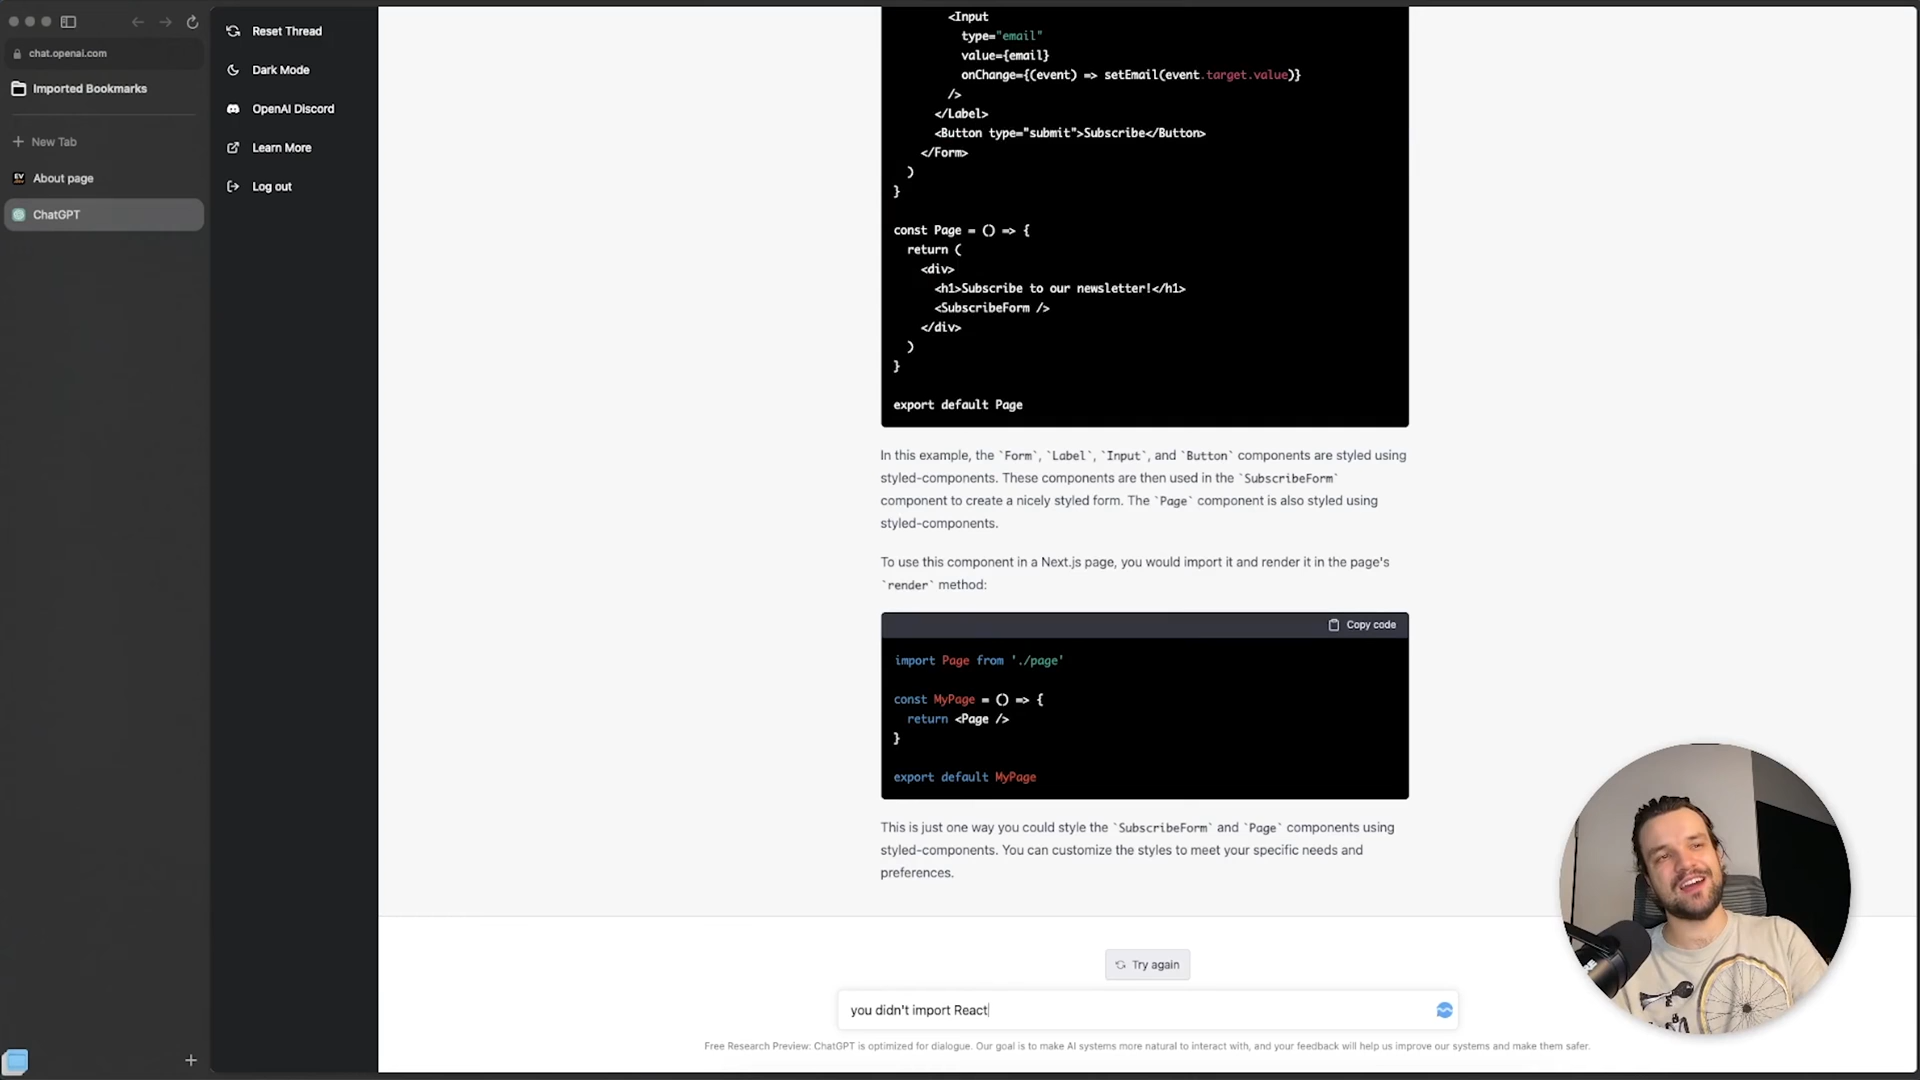 chat.openai.com
Imported Bookmarks
New Tab
About page
ChatGPT
Reset Thread
Dark Mode
OpenAI Discord
Learn More
Log out
<Input
type="email"
value={email}
onChange={(event) => setEmail(event.target.value)}
/>
</Label>
<Button type="submit">Subscribe</Button>
</Form>
)
}
const Page = () => {
return (
<div>
<h1>Subscribe to our newsletter!</h1>
<SubscribeForm />
</div>
)
}
export default Page
In this example, the `Form`, `Label`, `Input`, and `Button` components are styled using
styled-components. These components are then used in the `SubscribeForm`
component to create a nicely styled form. The `Page` component is also styled using
styled-components.
To use this component in a Next.js page, you would import it and render it in the page's
`render` method:
Copy code
import Page from './page'
const MyPage = () => {
return <Page />
}
export default MyPage
This is just one way you could style the `SubscribeForm` and `Page` components using
styled-components. You can customize the styles to meet your specific needs and
preferences.
Try again
you didn't import React
Free Research Preview: ChatGPT is optimized for dialogue. Our goal is to make AI systems more natural to interact with, and your feedback will help us improve our systems and make them safer.